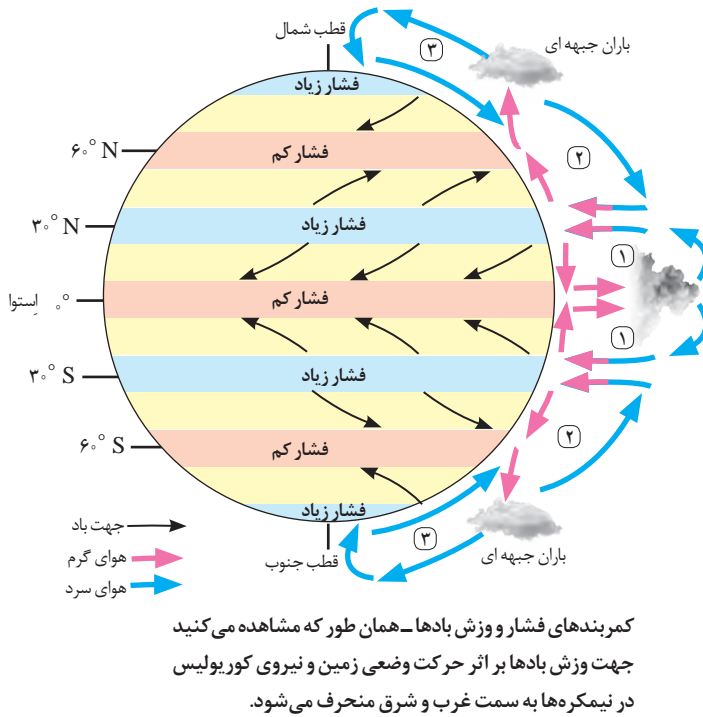 قطب شمال
باران جبهه ای
۳
فشار زیاد
۶۰° N
فشار کم
۲
۳۰° N
فشار زیاد
۱
استوا ۰°
فشار کم
۱
۳۰° S
فشار زیاد
۶۰° S
فشار کم
۲
فشار زیاد
۳
جهت باد
قطب جنوب
باران جبهه ای
هوای گرم
هوای سرد
کمربندهای فشار و وزش بادها ـ همان طور که مشاهده می‌کنید
جهت وزش بادها بر اثر حرکت وضعی زمین و نیروی کوریولیس
در نیمکره‌ها به سمت غرب و شرق منحرف می‌شود.